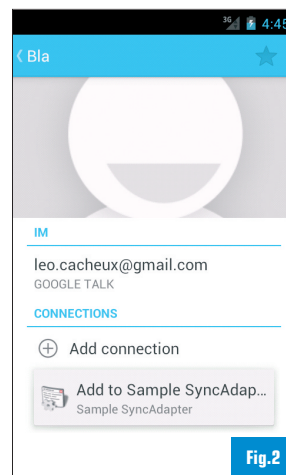 3G 4:45
Bla
IM
leo.cacheux@gmail.com
GOOGLE TALK
CONNECTIONS
Add connection
Add to Sample SyncAdap...
Sample SyncAdapter
Fig.2